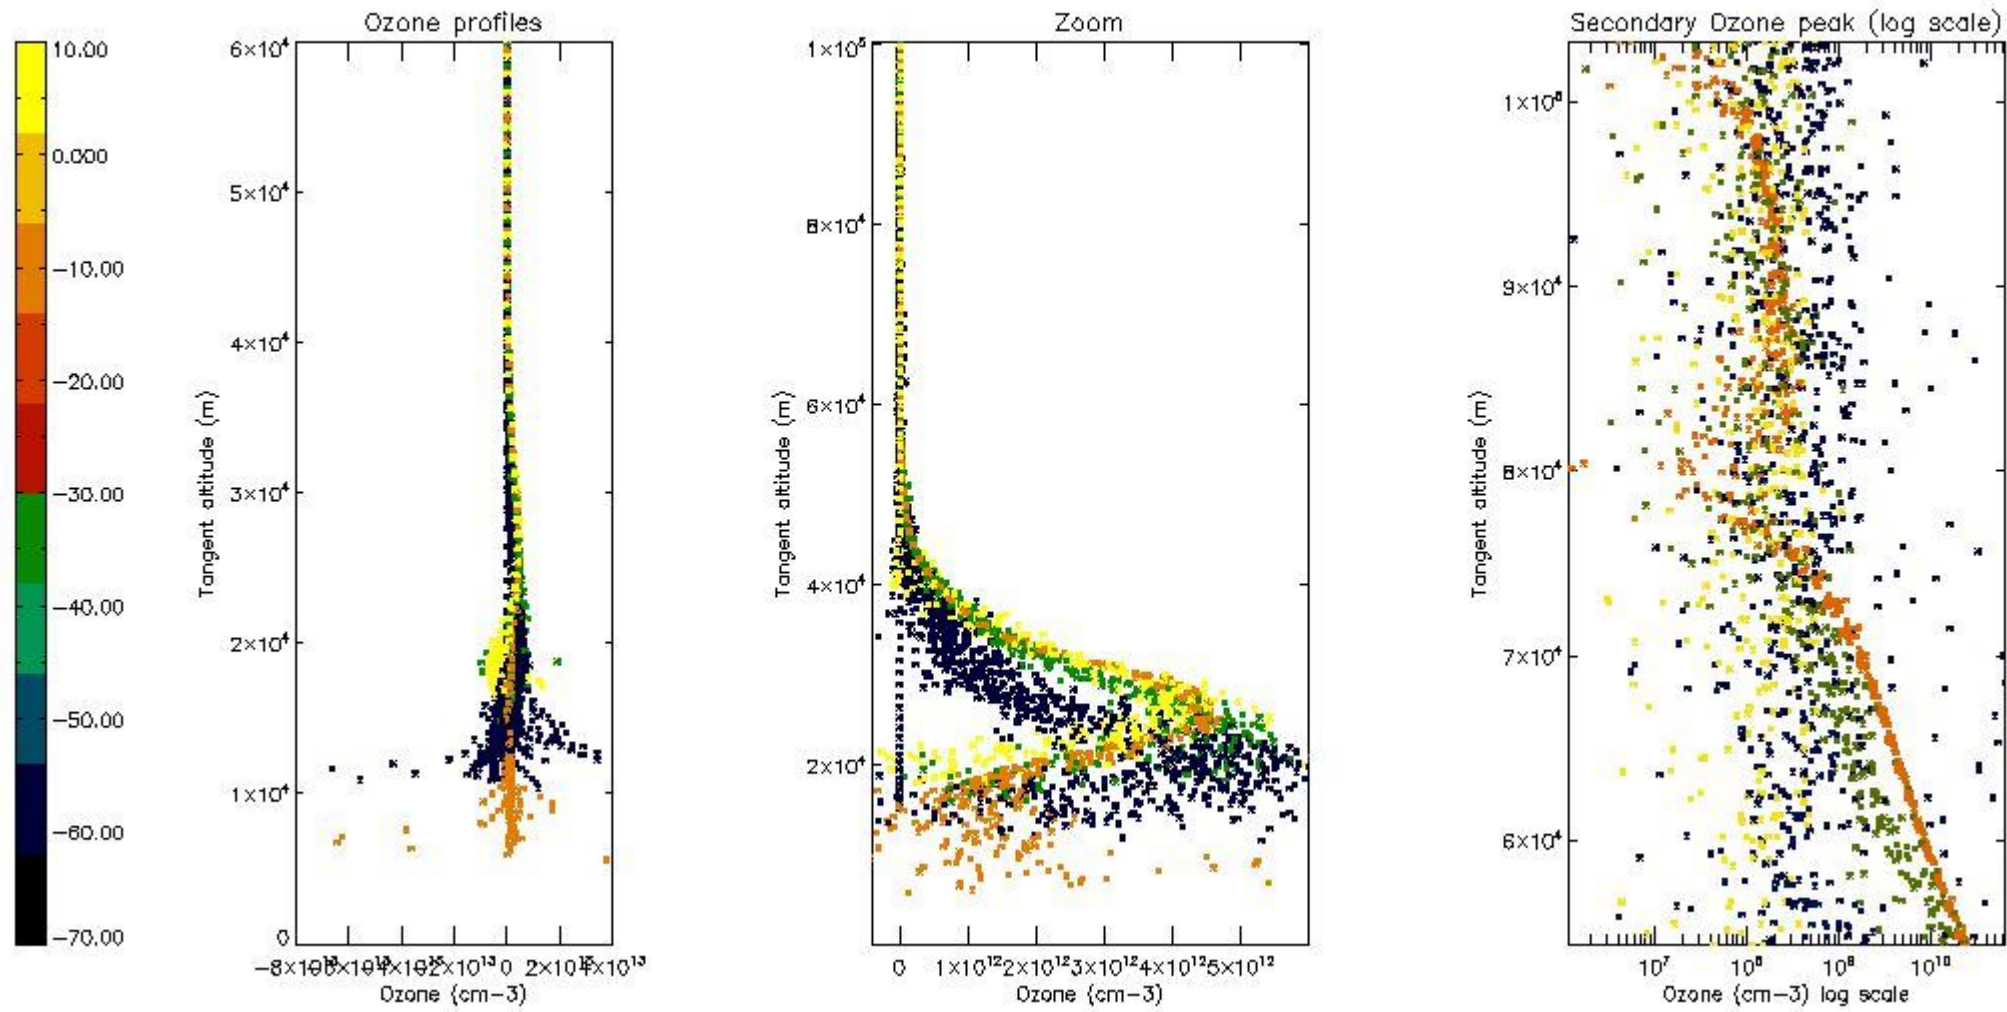 Ozone profiles
Zoom
Secondary Ozone peak (log scale)
10.00
0.000
−10.00
−20.00
−30.00
−40.00
−50.00
−60.00
−70.00
6×10⁴
5×10⁴
4×10⁴
3×10⁴
2×10⁴
1×10⁴
0
Tangent altitude (m)
0
Ozone (cm−3)
1×10⁵
8×10⁴
6×10⁴
4×10⁴
2×10⁴
Tangent altitude (m)
0 1×10¹² 2×10¹² 3×10¹² 4×10¹² 5×10¹²
Ozone (cm−3)
9×10⁴
8×10⁴
7×10⁴
6×10⁴
Tangent altitude (m)
10⁷ 10⁸ 10⁹ 10¹⁰
Ozone (cm−3) log scale